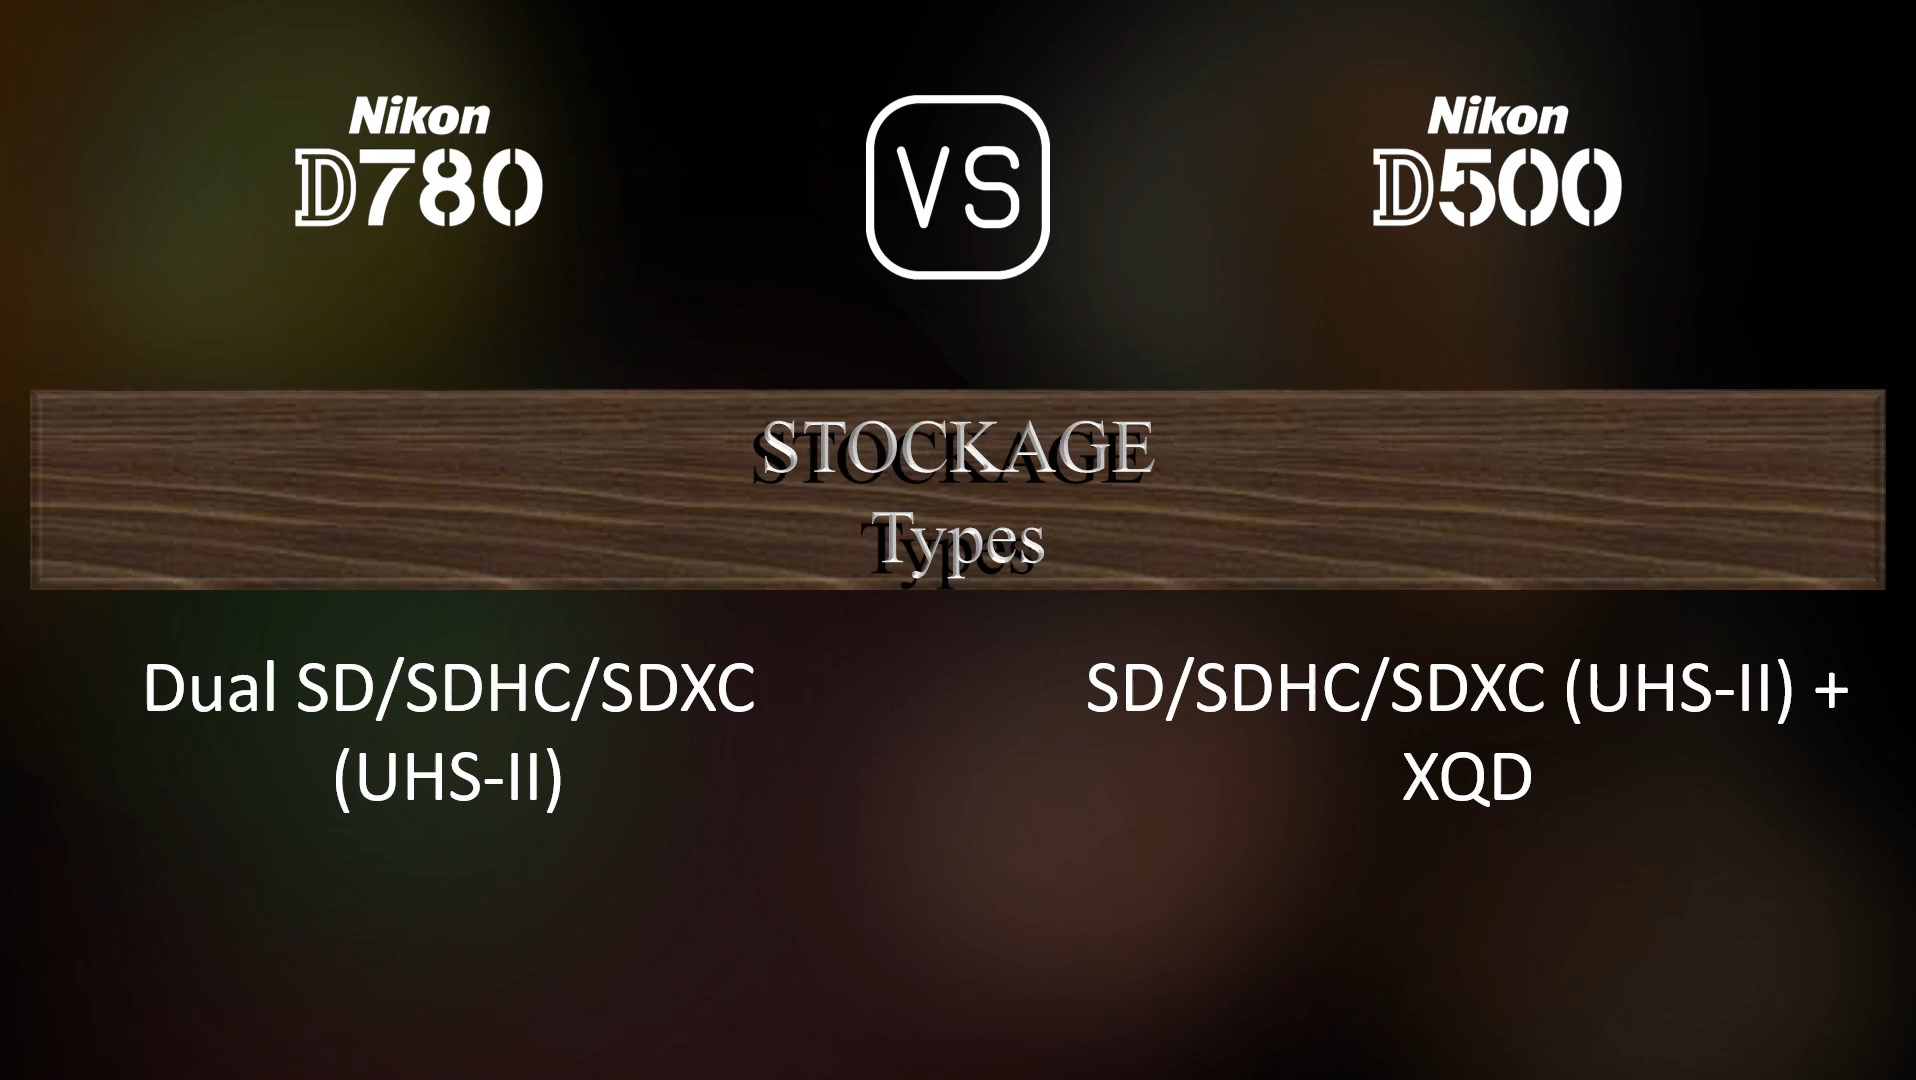 Nikon
D780
VS
Nikon
D500
STOCKAGE
Types
Dual SD/SDHC/SDXC
(UHS-II)
SD/SDHC/SDXC (UHS-II) +
XQD